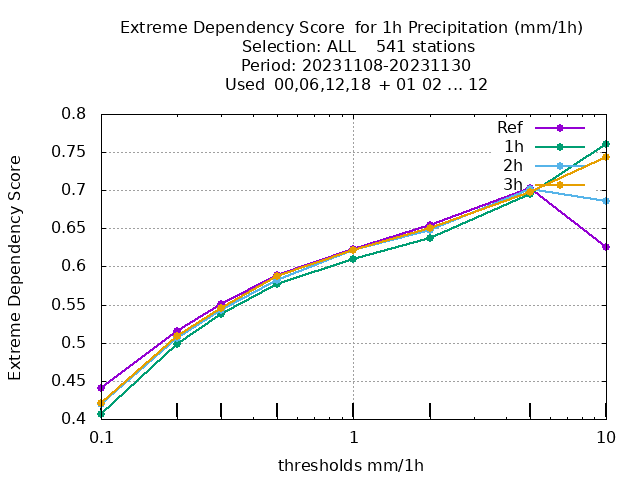 Extreme Dependency Score  for 1h Precipitation (mm/1h)
Selection: ALL    541 stations
Period: 20231108-20231130
Used  00,06,12,18  + 01 02 ... 12
Extreme Dependency Score
0.8
0.75
0.7
0.65
0.6
0.55
0.5
0.45
0.4
Ref
1h
2h
3h
0.1
1
10
thresholds mm/1h